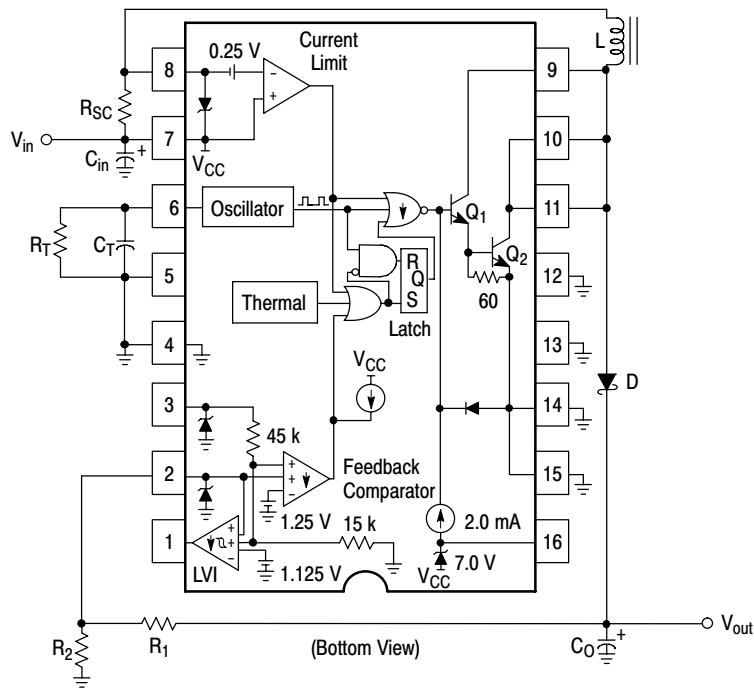 Current
Limit
0.25 V
L
8
9
RSC
Vin
7
10
Cin
+
VCC
6
Oscillator
Q1
11
RT
CT
Q2
R
Q
S
5
60
12
Thermal
Latch
4
VCC
13
3
14
45 k
D
2
Feedback
Comparator
15
1.25 V
2.0 mA
1
15 k
16
LVI
1.125 V
7.0 V
VCC
Vout
R2
R1
(Bottom View)
CO
+